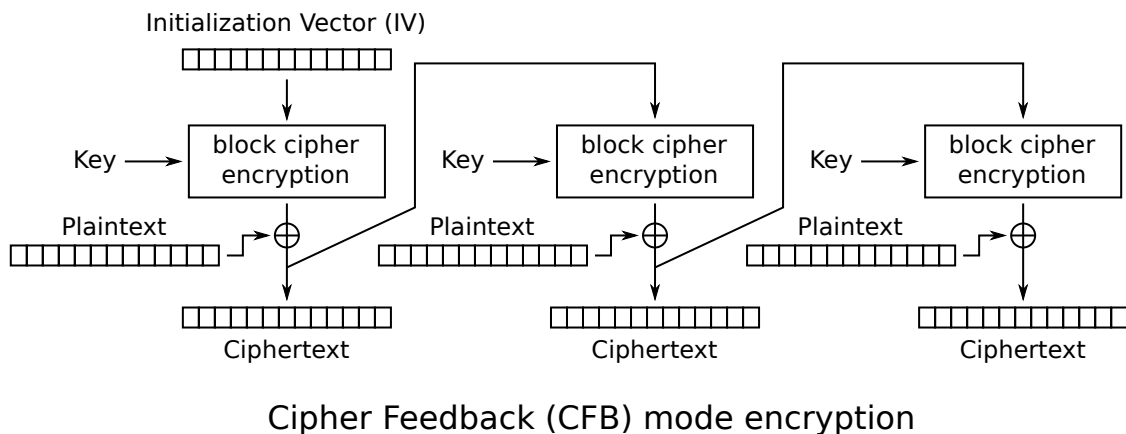 Initialization Vector (IV)
Key
block cipher
encryption
Plaintext
Ciphertext
Key
block cipher
encryption
Plaintext
Ciphertext
Key
block cipher
encryption
Plaintext
Ciphertext
Cipher Feedback (CFB) mode encryption